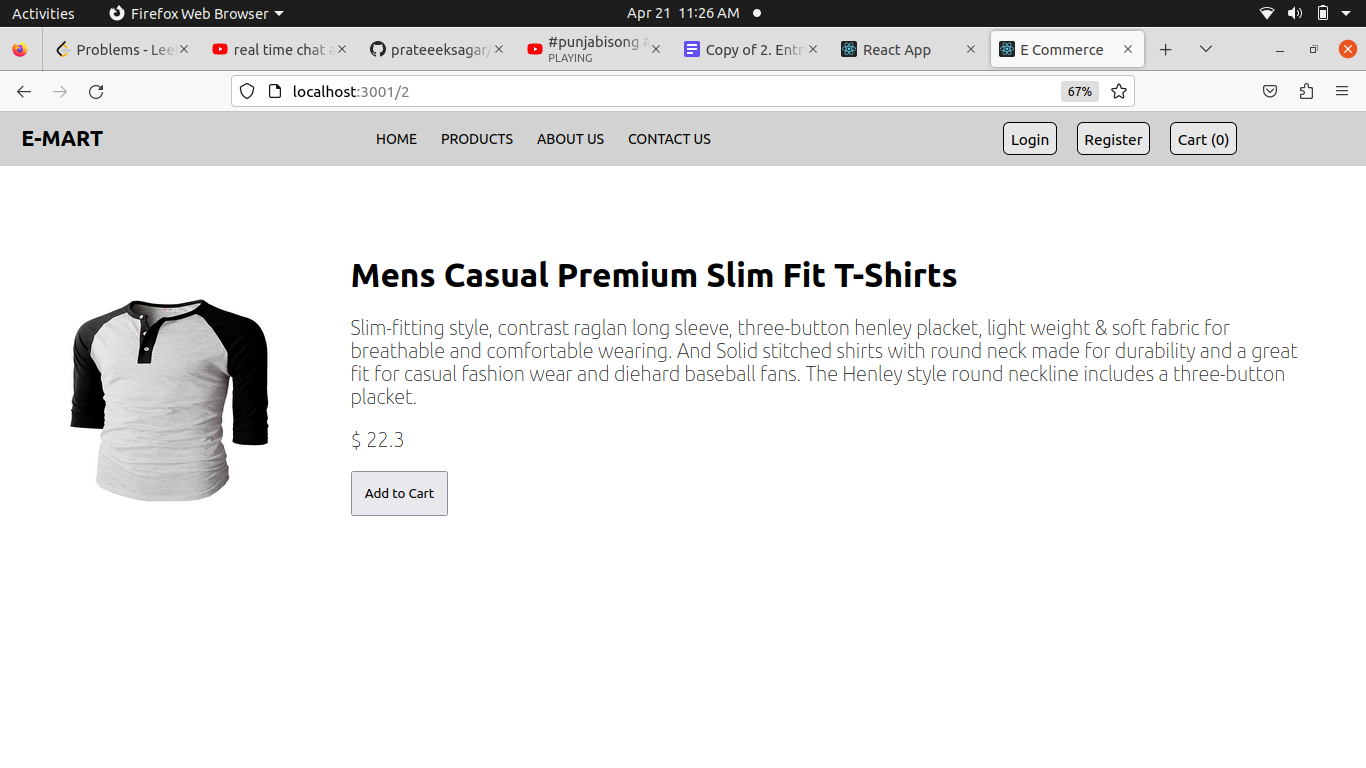 Activities
Firefox Web Browser
Apr 21 11:26 AM
Problems - Lee
real time chat a
prateeeksagar/
#punjabisong
PLAYING
Copy of 2. Entr
React App
E Commerce
localhost:3001/2
67%
E-MART
HOME
PRODUCTS
ABOUT US
CONTACT US
Login
Register
Cart (0)
Mens Casual Premium Slim Fit T-Shirts
Slim-fitting style, contrast raglan long sleeve, three-button henley placket, light weight & soft fabric for
breathable and comfortable wearing. And Solid stitched shirts with round neck made for durability and a great
fit for casual fashion wear and diehard baseball fans. The Henley style round neckline includes a three-button
placket.
$ 22.3
Add to Cart